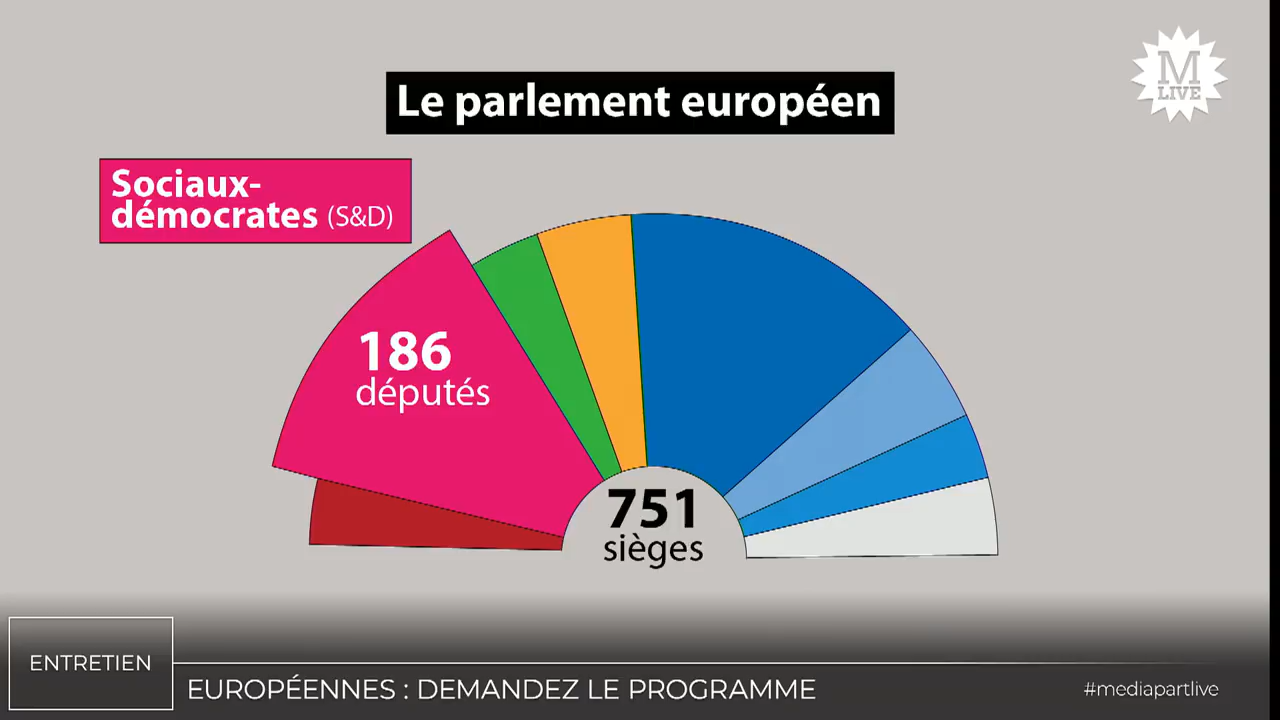 M
LIVE
Le parlement européen
Sociaux-
démocrates (S&D)
186
députés
751
sièges
ENTRETIEN
EUROPÉENNES : DEMANDEZ LE PROGRAMME
#mediapartlive